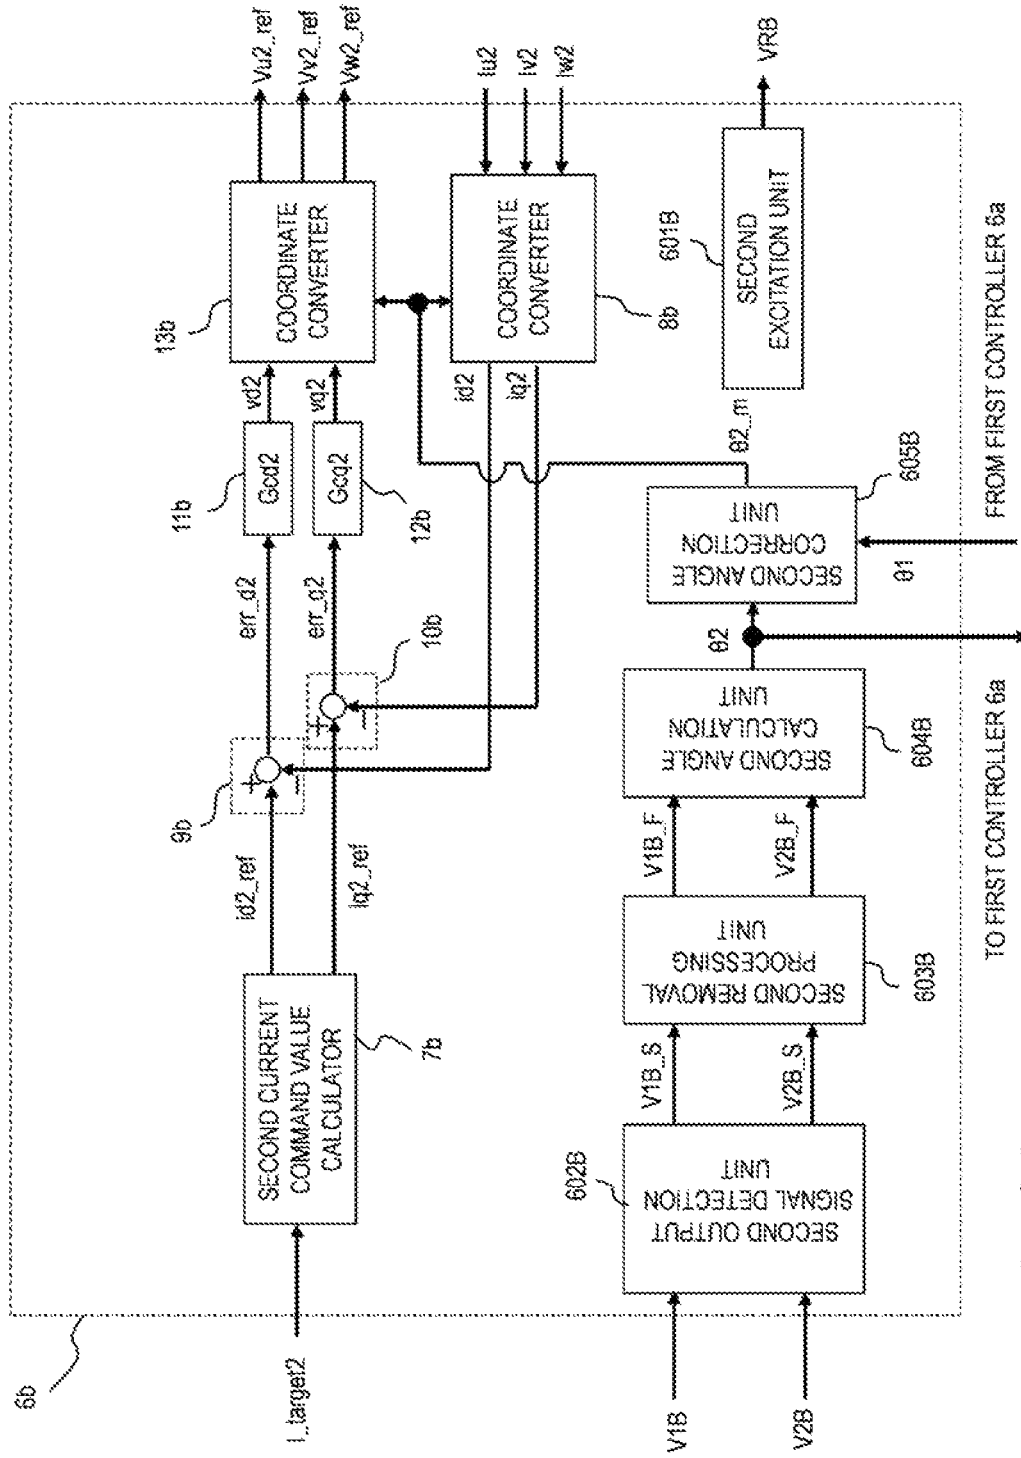 6b
I_target2
SECOND CURRENT
COMMAND VALUE
CALCULATOR
7b
id2_ref
iq2_ref
9b
+
−
10b
+
−
err_d2
err_q2
11b
Gcd2
12b
Gcq2
vd2
vq2
13b
COORDINATE
CONVERTER
Vu2_ref
Vv2_ref
Vw2_ref
id2
iq2
COORDINATE
CONVERTER
8b
Iu2
Iv2
Iw2
V1B
V2B
602B
SECOND OUTPUT
SIGNAL DETECTION
UNIT
V1B_S
V2B_S
SECOND REMOVAL
PROCESSING
UNIT
603B
V1B_F
V2B_F
SECOND ANGLE
CALCULATION
UNIT
604B
θ2
SECOND ANGLE
CORRECTION
UNIT
605B
θ1
θ2_m
601B
SECOND
EXCITATION UNIT
VRB
TO FIRST CONTROLLER 6a
FROM FIRST CONTROLLER 6a